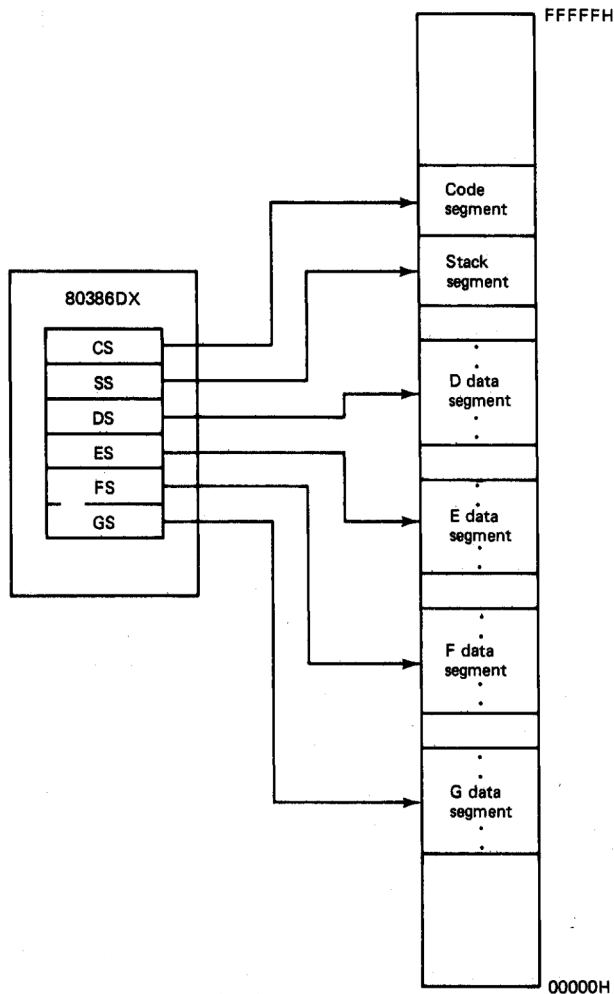 FFFFFH
Code
segment
Stack
segment
80386DX
CS
SS
DS
ES
FS
GS
D data
segment
E data
segment
F data
segment
G data
segment
00000H